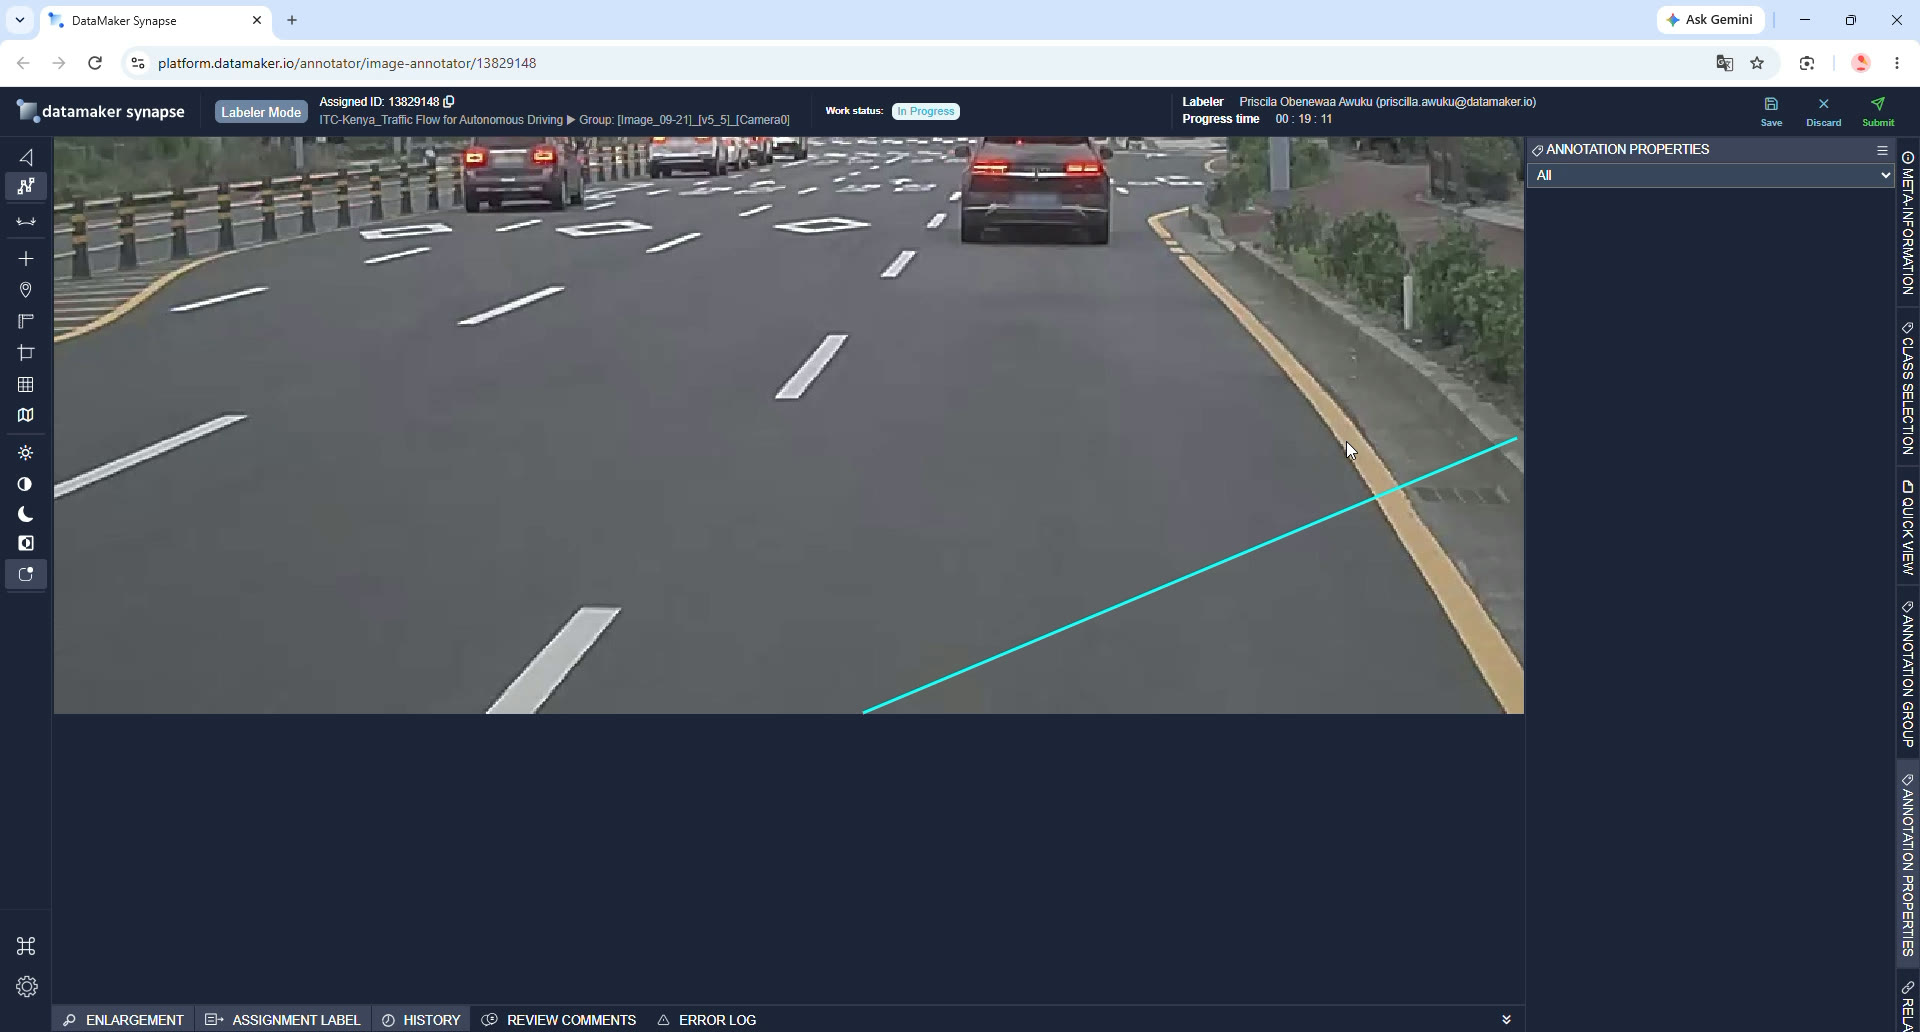 DataMaker Synapse
Ask Gemini
platform.datamaker.io/annotator/image-annotator/13829148
datamaker synapse
Labeler Mode
Assigned ID: 13829148
ITC-Kenya_Traffic Flow for Autonomous Driving ▶ Group: [Image_09-21]_[v5_5]_[Camera0]
Work status: In Progress
Labeler Priscila Obenewaa Awuku (priscilla.awuku@datamaker.io)
Progress time 00 : 19 : 11
Save
Discard
Submit
ANNOTATION PROPERTIES
All
META-INFORMATION
CLASS SELECTION
QUICK VIEW
ANNOTATION GROUP
ANNOTATION PROPERTIES
RELA
ENLARGEMENT
ASSIGNMENT LABEL
HISTORY
REVIEW COMMENTS
ERROR LOG